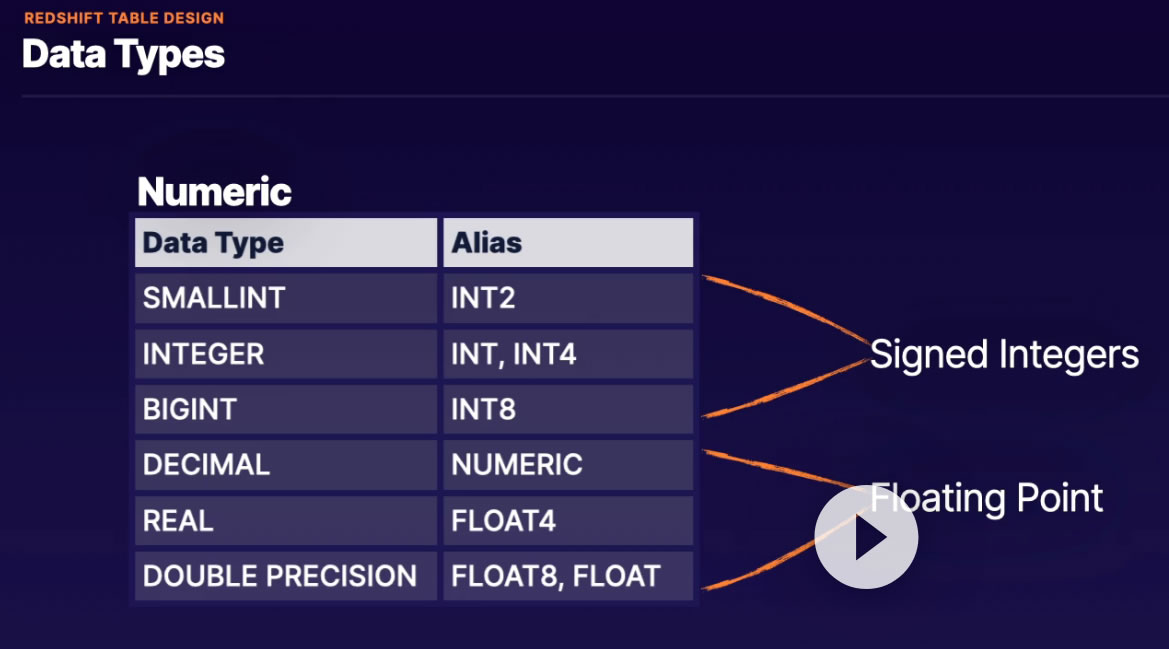 REDSHIFT TABLE DESIGN
Data Types
Numeric
Data Type Alias
SMALLINT INT2
INTEGER INT, INT4
BIGINT INT8
DECIMAL NUMERIC
REAL FLOAT4
DOUBLE PRECISION FLOAT8, FLOAT
Signed Integers
Floating Point